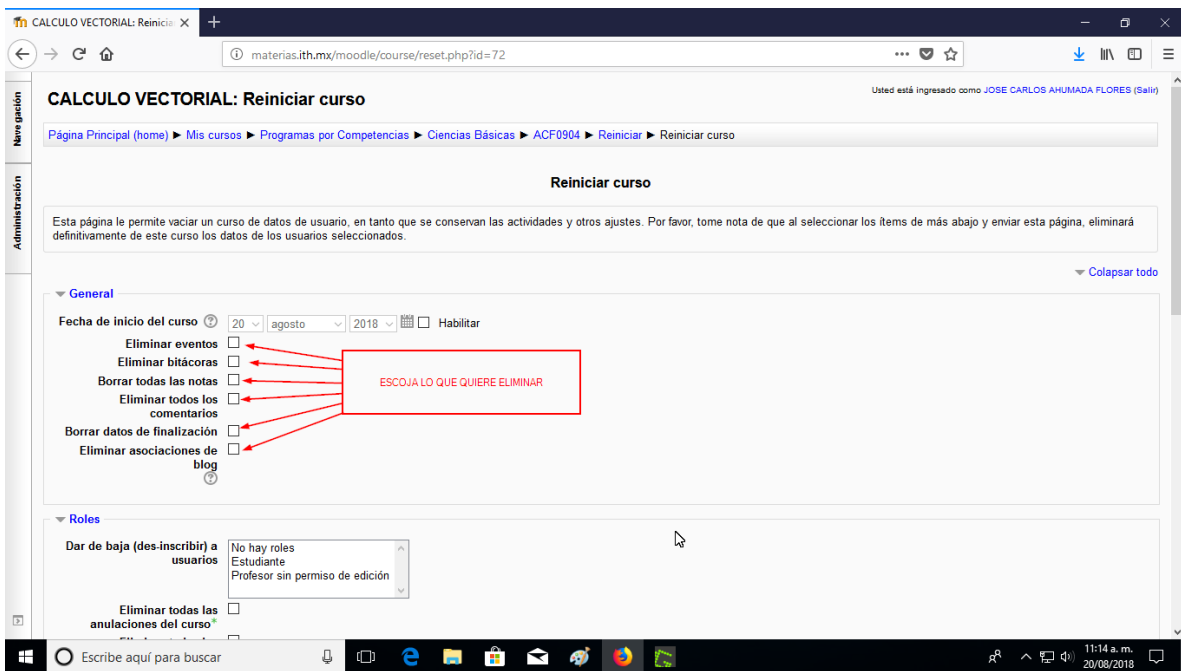 CALCULO VECTORIAL: Reinicia
materias.ith.mx/moodle/course/reset.php?id=72
Navegación
Administración
CALCULO VECTORIAL: Reiniciar curso
Usted está ingresado como JOSE CARLOS AHUMADA FLORES (Salir)
Página Principal (home) ► Mis cursos ► Programas por Competencias ► Ciencias Básicas ► ACF0904 ► Reiniciar ► Reiniciar curso
Reiniciar curso
Esta página le permite vaciar un curso de datos de usuario, en tanto que se conservan las actividades y otros ajustes. Por favor, tome nota de que al seleccionar los ítems de más abajo y enviar esta página, eliminará
definitivamente de este curso los datos de los usuarios seleccionados.
Colapsar todo
General
Fecha de inicio del curso 20 agosto 2018 Habilitar
Eliminar eventos
Eliminar bitácoras
Borrar todas las notas
Eliminar todos los
comentarios
Borrar datos de finalización
Eliminar asociaciones de
blog
ESCOJA LO QUE QUIERE ELIMINAR
Roles
Dar de baja (des-inscribir) a
usuarios
No hay roles
Estudiante
Profesor sin permiso de edición
Eliminar todas las
anulaciones del curso*
Escribe aquí para buscar
11:14 a. m.
20/08/2018